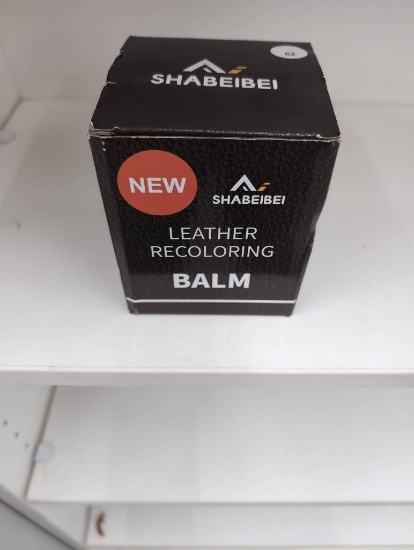 SHABEIBEI
NEW
SHABEIBEI
LEATHER
RECOLORING
BALM